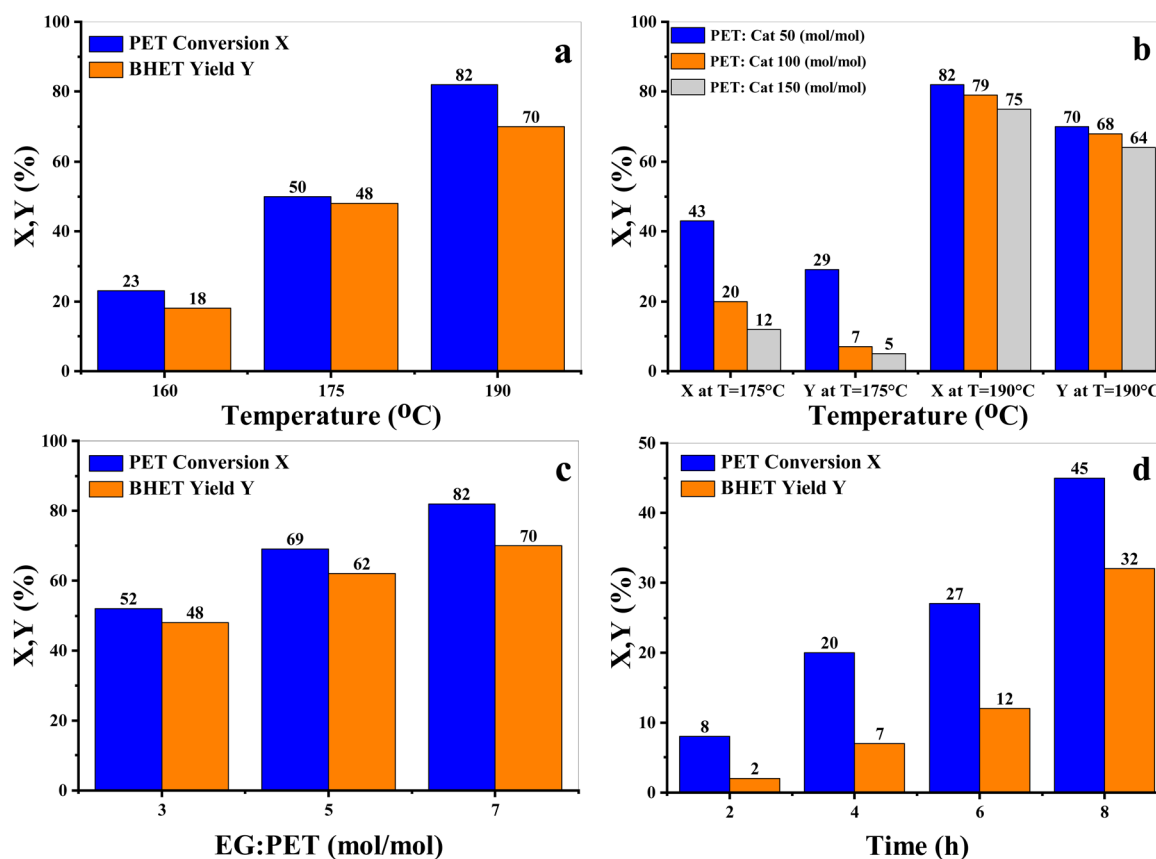 100
80
60
40
20
0
X,Y (%)
PET Conversion X
BHET Yield Y
a
23
18
50
48
82
70
160
175
190
Temperature (ᴼC)
100
80
60
40
20
0
X,Y (%)
PET: Cat 50 (mol/mol)
PET: Cat 100 (mol/mol)
PET: Cat 150 (mol/mol)
b
43
20
12
29
7
5
82
79
75
70
68
64
X at T=175°C
Y at T=175°C
X at T=190°C
Y at T=190°C
Temperature (ᴼC)
100
80
60
40
20
0
X,Y (%)
PET Conversion X
BHET Yield Y
c
52
48
69
62
82
70
3
5
7
EG:PET (mol/mol)
50
40
30
20
10
0
X,Y (%)
PET Conversion X
BHET Yield Y
d
8
2
20
7
27
12
45
32
2
4
6
8
Time (h)